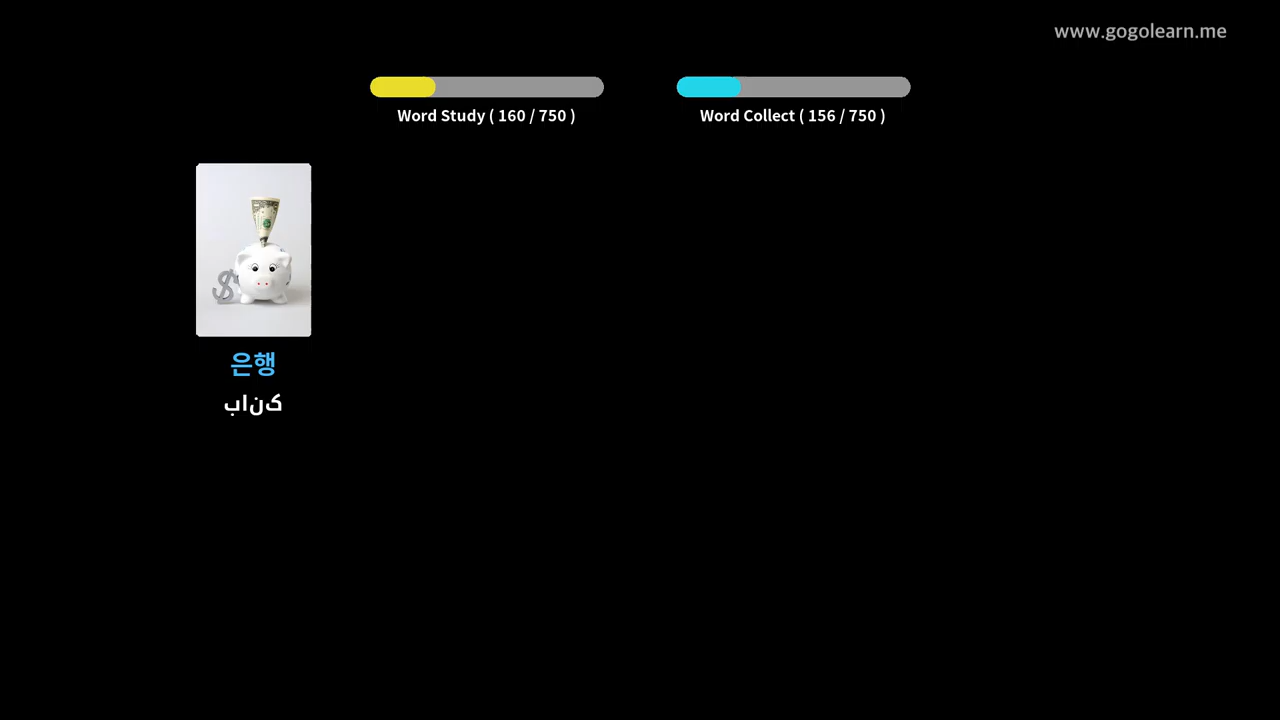 www.gogolearn.me
Word Study ( 160 / 750 )
Word Collect ( 156 / 750 )
$
은행
بانک